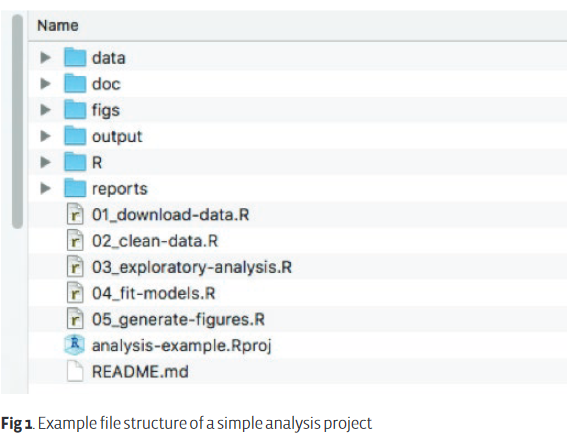 Name
data
doc
figs
output
R
reports
01_download-data.R
02_clean-data.R
03_exploratory-analysis.R
04_fit-models.R
05_generate-figures.R
analysis-example.Rproj
README.md
Fig 1. Example file structure of a simple analysis project